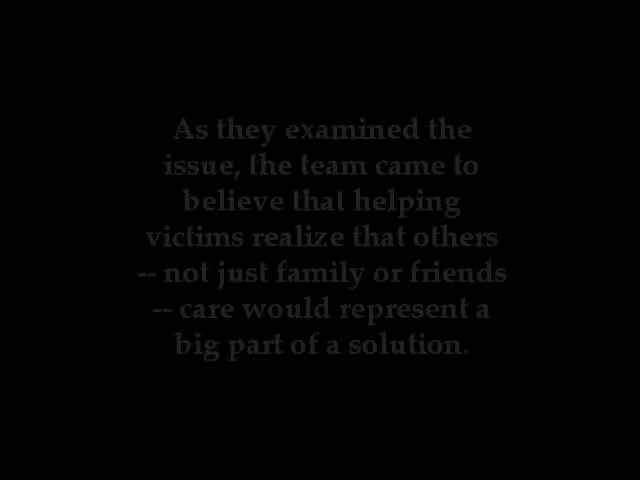 As they examined the
issue, the team came to
believe that helping
victims realize that others
-- not just family or friends
-- care would represent a
big part of a solution.